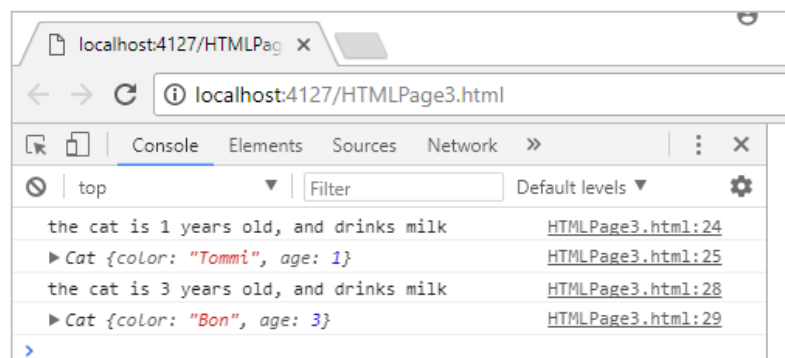 localhost:4127/HTMLPag
localhost:4127/HTMLPage3.html
Console Elements Sources Network »
top Filter Default levels
the cat is 1 years old, and drinks milk HTMLPage3.html:24
Cat {color: "Tommi", age: 1} HTMLPage3.html:25
the cat is 3 years old, and drinks milk HTMLPage3.html:28
Cat {color: "Bon", age: 3} HTMLPage3.html:29